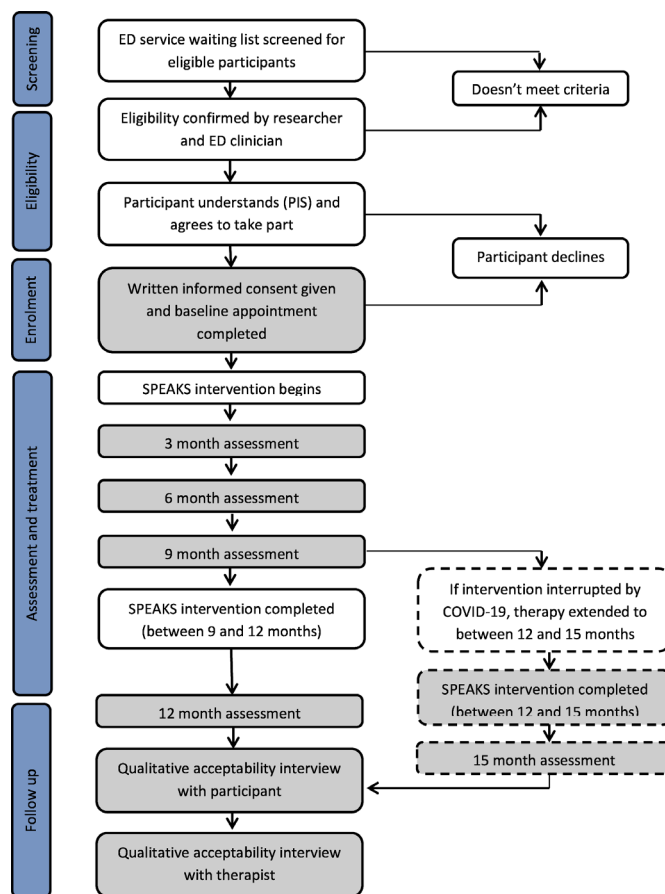 Screening
ED service waiting list screened for
eligible participants
Doesn't meet criteria
Eligibility
Eligibility confirmed by researcher
and ED clinician
Participant understands (PIS) and
agrees to take part
Participant declines
Enrolment
Written informed consent given
and baseline appointment
completed
Assessment and treatment
SPEAKS intervention begins
3 month assessment
6 month assessment
9 month assessment
If intervention interrupted by
COVID-19, therapy extended to
between 12 and 15 months
SPEAKS intervention completed
(between 9 and 12 months)
SPEAKS intervention completed
(between 12 and 15 months)
12 month assessment
15 month assessment
Follow up
Qualitative acceptability interview
with participant
Qualitative acceptability interview
with therapist